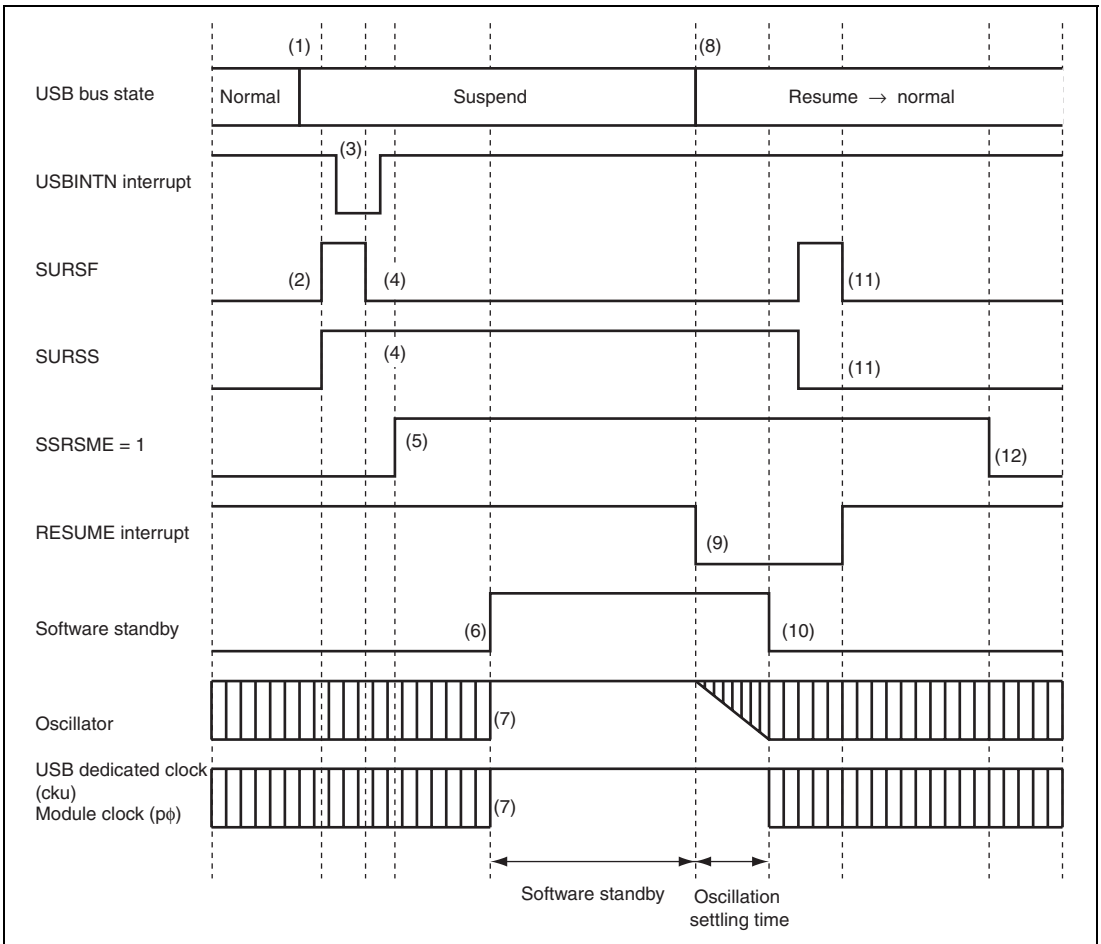 (1) (8)
USB bus state Normal Suspend Resume → normal
(3)
USBINTN interrupt
SURSF (2) (4) (11)
SURSS (4) (11)
SSRSME = 1 (5) (12)
RESUME interrupt (9)
Software standby (6) (10)
Oscillator (7)
USB dedicated clock
(cku)
Module clock (pϕ) (7)
Software standby Oscillation
settling time